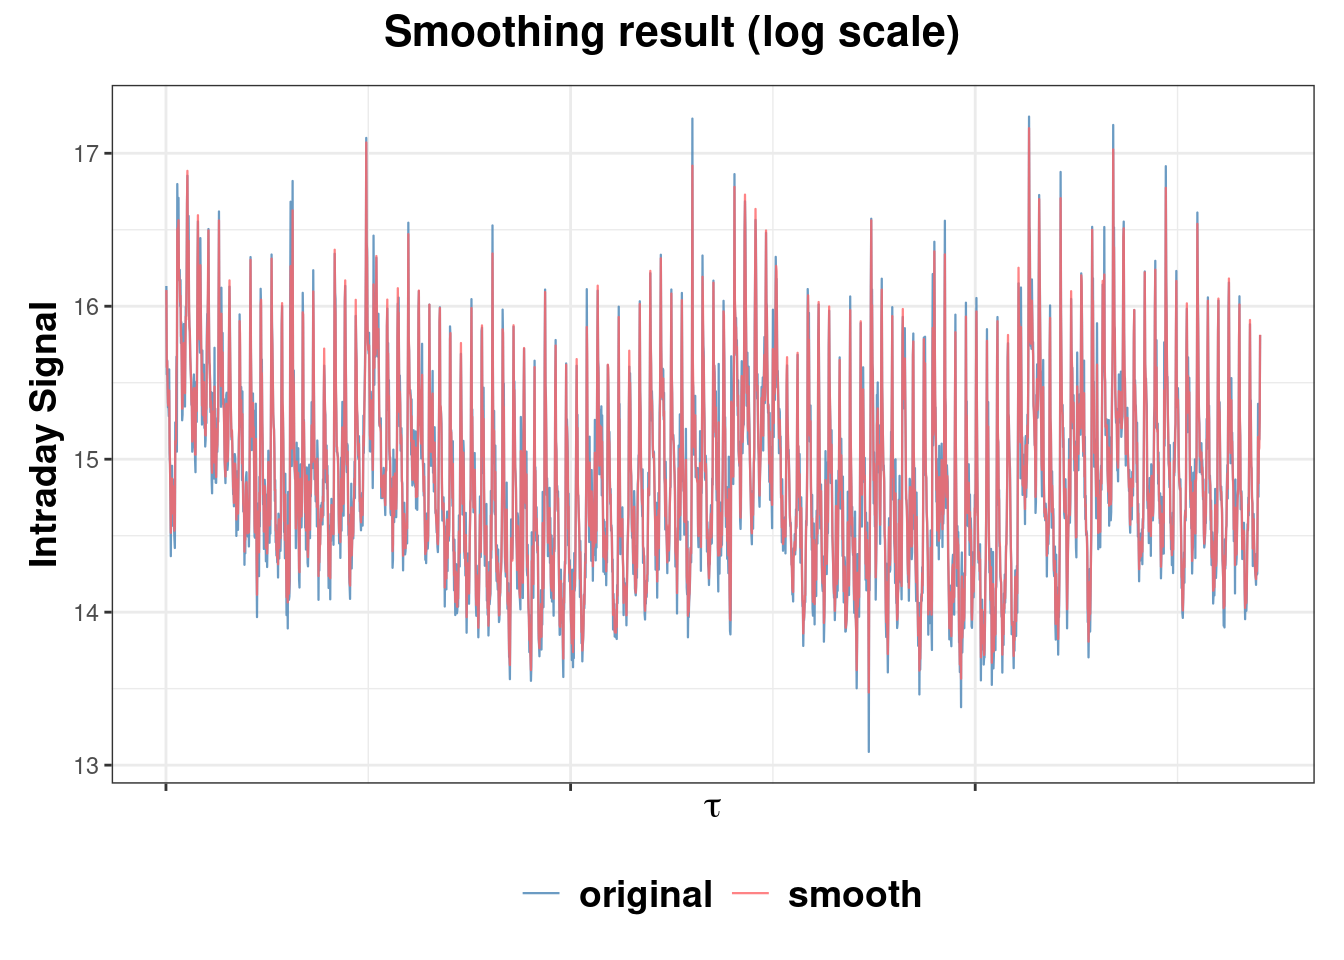 Smoothing result (log scale)
Intraday Signal
17
16
15
14
13
τ
original smooth